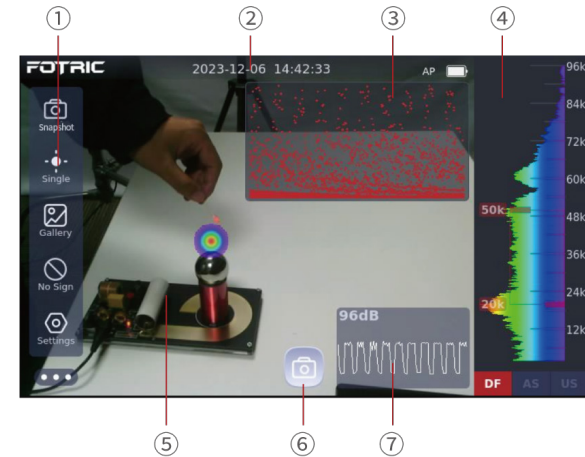 ① ② ③ ④
FOTRIC
2023-12-06 14:42:33
AP
96k
84k
72k
60k
50k
48k
36k
24k
20k
12k
Snapshot
Single
Gallery
No Sign
Settings
96dB
DF AS US
⑤ ⑥ ⑦